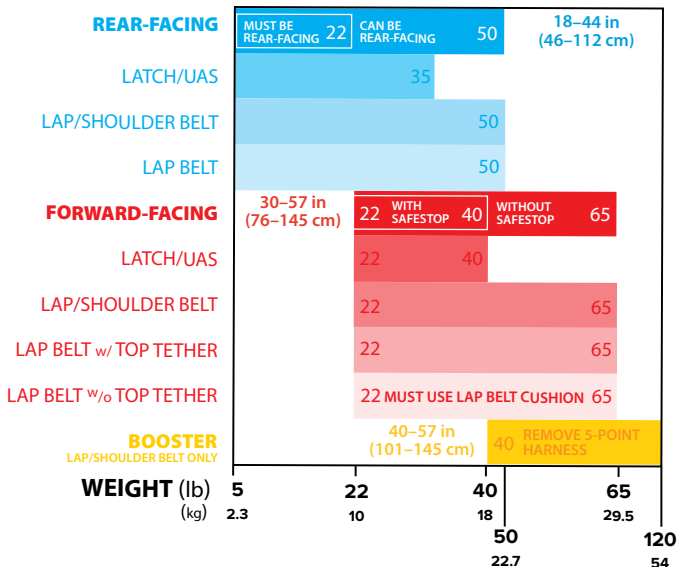 REAR-FACING
MUST BE
REAR-FACING 22
CAN BE
REAR-FACING
50
18–44 in
(46–112 cm)
LATCH/UAS
35
LAP/SHOULDER BELT
50
LAP BELT
50
FORWARD-FACING
30–57 in
(76–145 cm)
22 WITH
SAFESTOP 40
WITHOUT
SAFESTOP
65
LATCH/UAS
22 40
LAP/SHOULDER BELT
22 65
LAP BELT w/ TOP TETHER
22 65
LAP BELT w/o TOP TETHER
22 MUST USE LAP BELT CUSHION 65
BOOSTER
LAP/SHOULDER BELT ONLY
40–57 in
(101–145 cm)
40 REMOVE 5-POINT
HARNESS
WEIGHT (lb) 5 22 40 65
(kg) 2.3 10 18 29.5
50 120
22.7 54